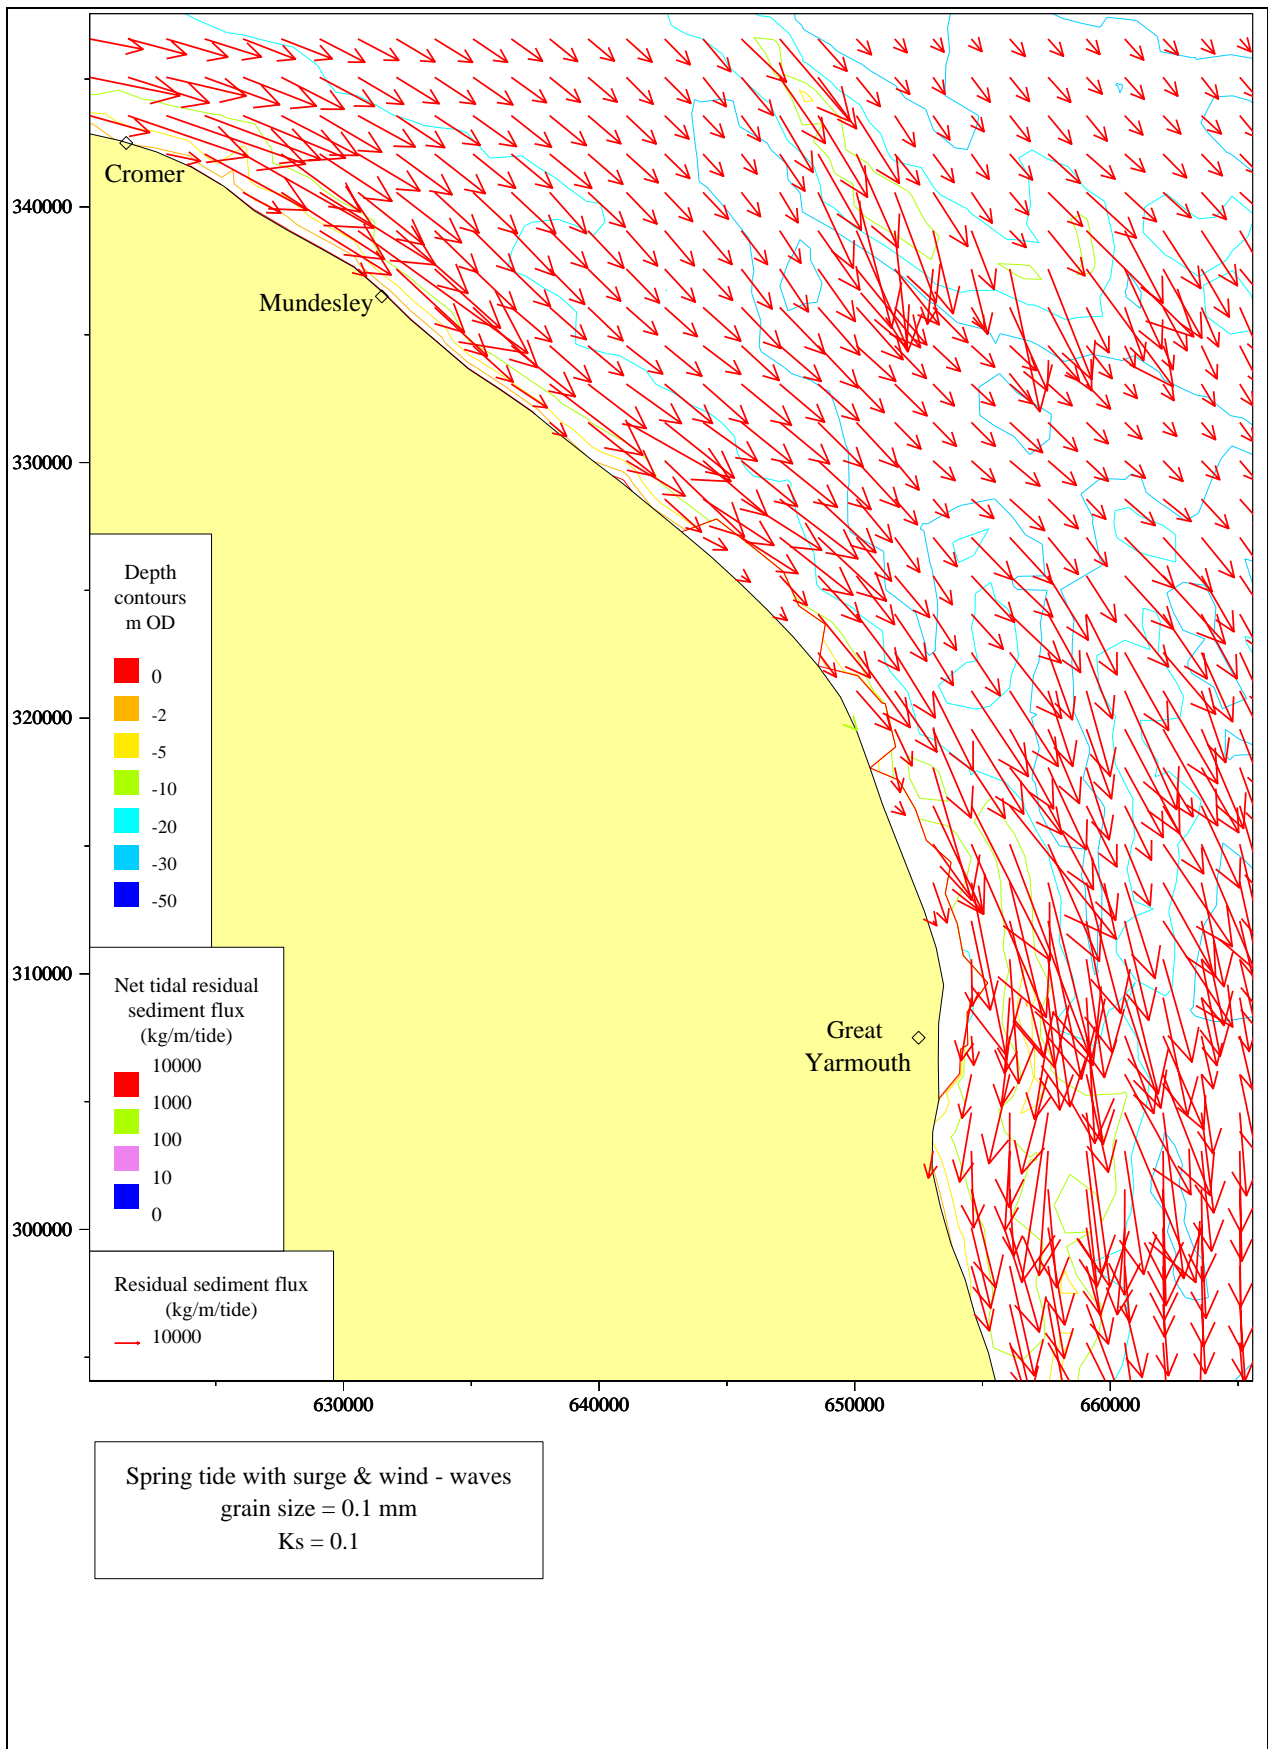 Cromer
340000
Mundesley
330000
Depth
contours
m OD
0
-2
-5
-10
-20
-30
-50
320000
310000
Net tidal residual
sediment flux
(kg/m/tide)
10000
1000
100
10
0
Great
Yarmouth
300000
Residual sediment flux
(kg/m/tide)
10000
630000 640000 650000 660000
Spring tide with surge & wind - waves
grain size = 0.1 mm
Ks = 0.1